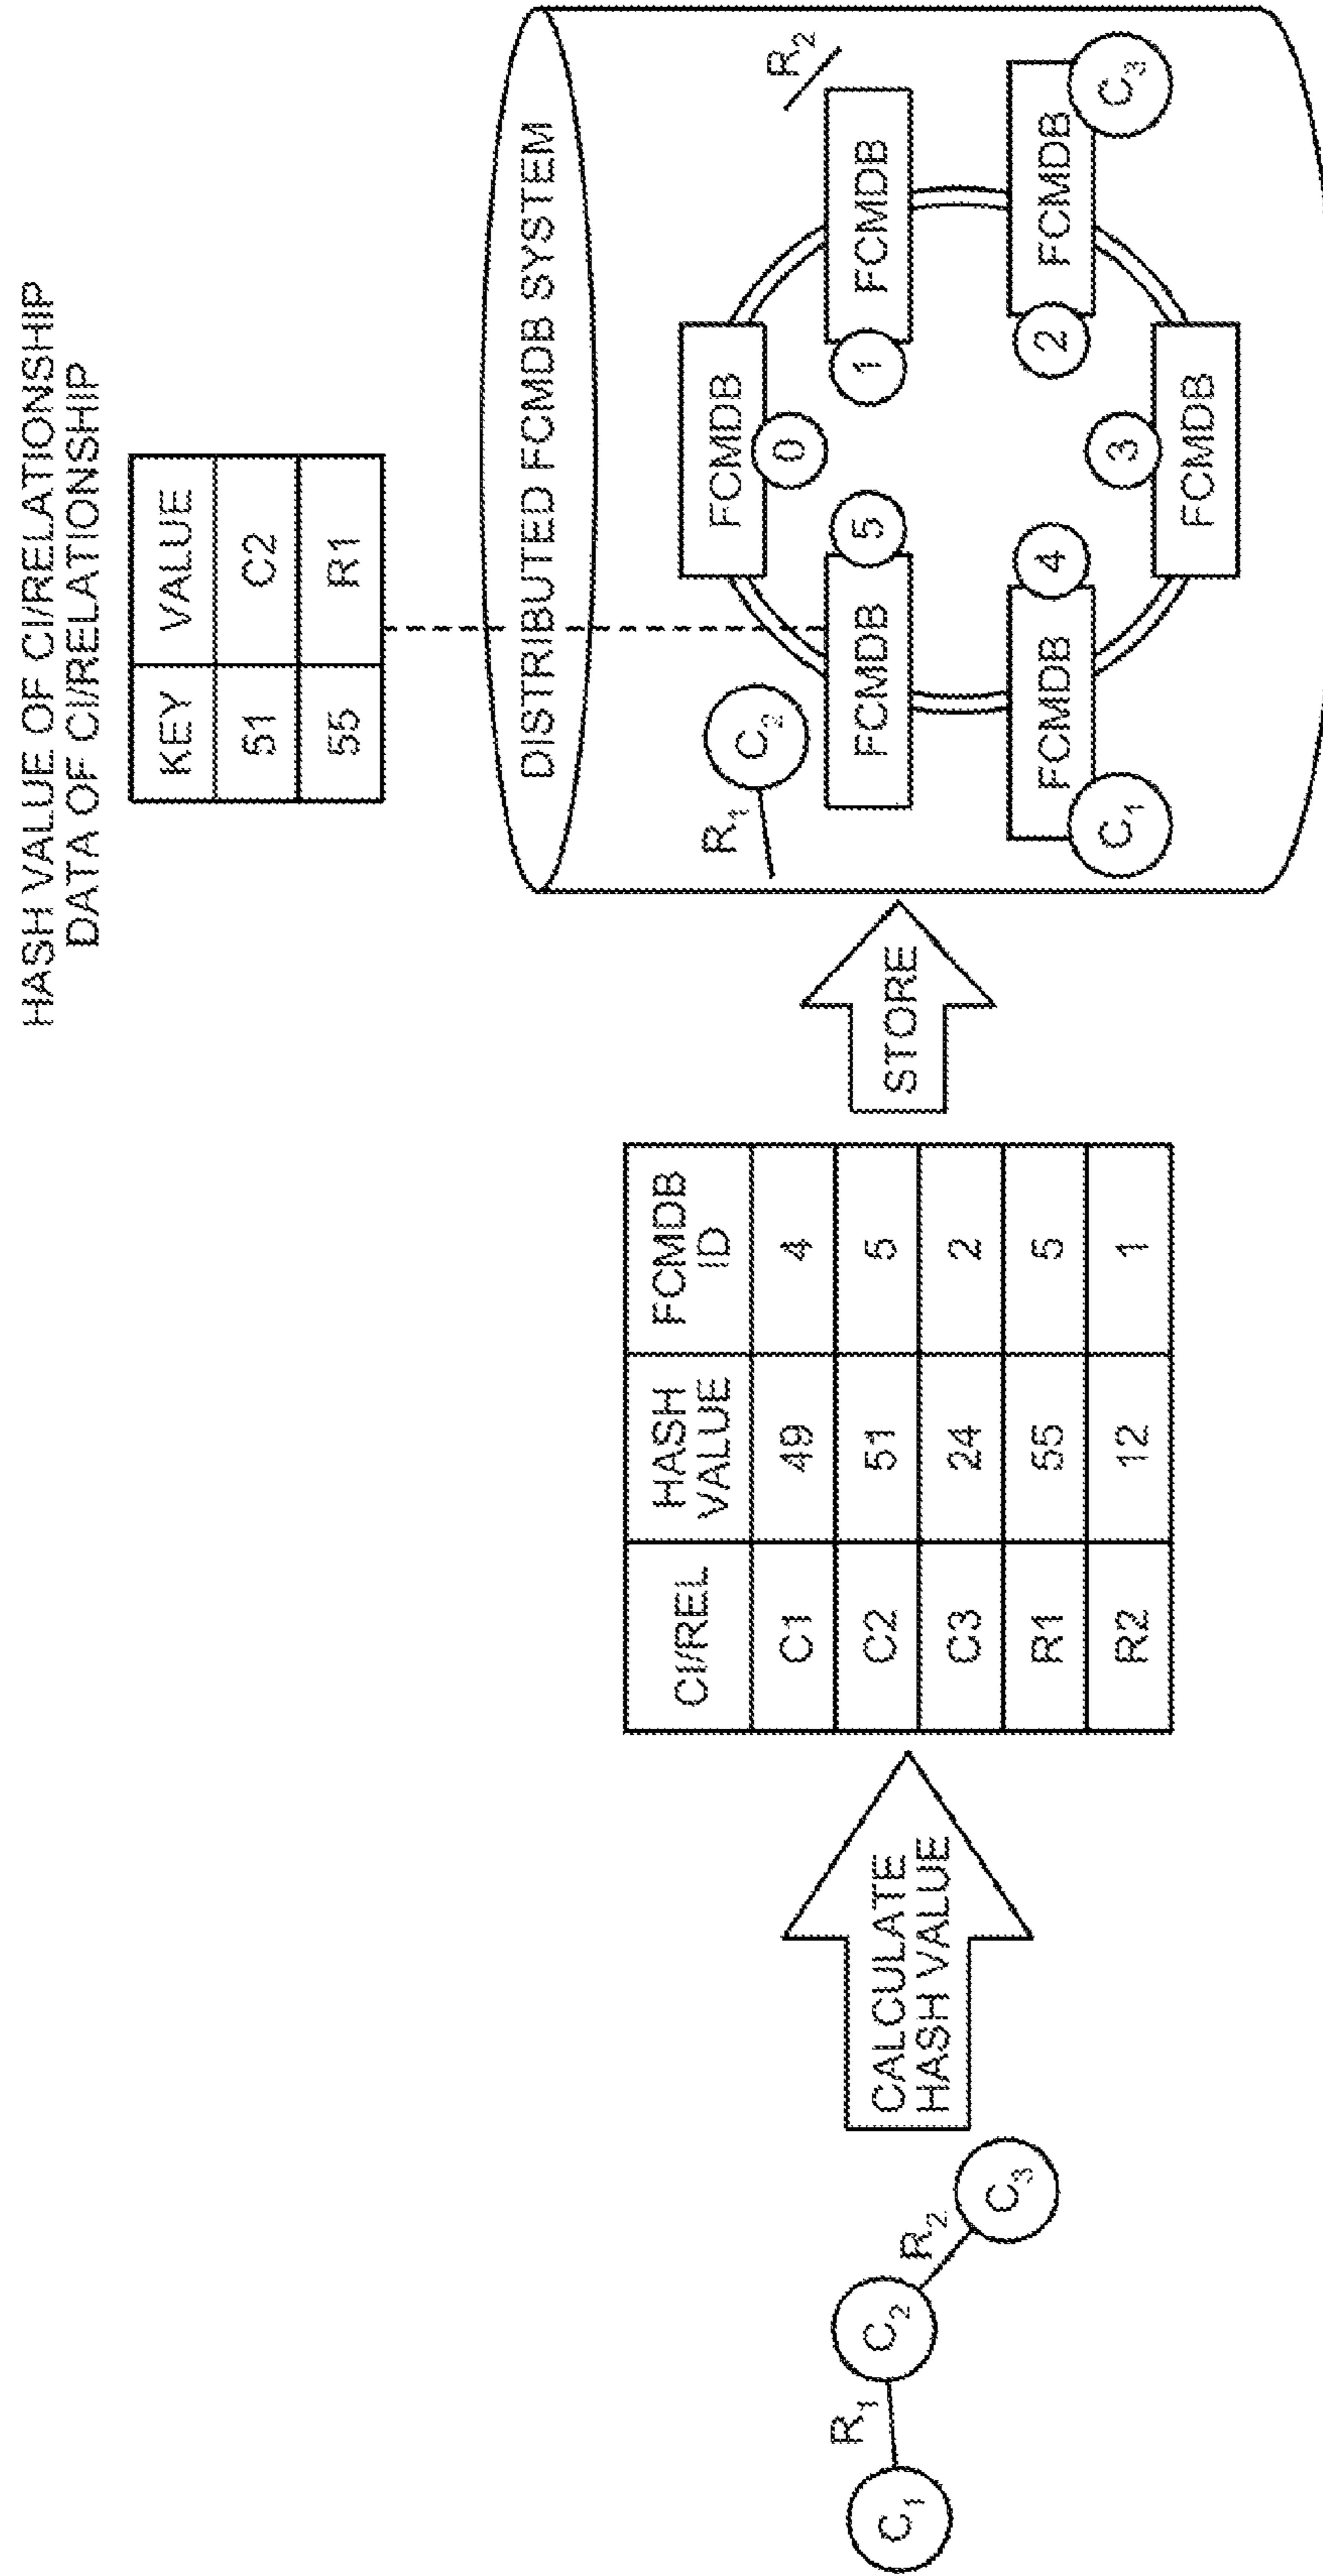 HASH VALUE OF CI/RELATIONSHIP
DATA OF CI/RELATIONSHIP
KEY VALUE
51 C2
55 R1
C1
R1
C2
R2
C3
CALCULATE
HASH VALUE
CI/REL HASH VALUE FCMDB ID
C1 49 4
C2 51 5
C3 24 2
R1 55 5
R2 12 1
STORE
DISTRIBUTED FCMDB SYSTEM
R1
C2
R2
FCMDB
0
FCMDB
5
FCMDB
1
FCMDB
4
C1
FCMDB
2
C3
3
FCMDB